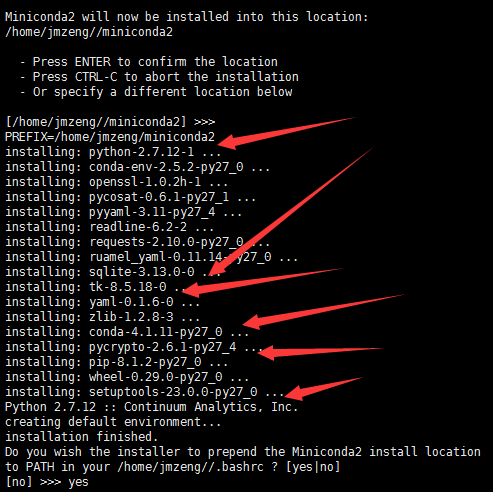 Miniconda2 will now be installed into this location:
/home/jmzeng//miniconda2
- Press ENTER to confirm the location
- Press CTRL-C to abort the installation
- Or specify a different location below
[/home/jmzeng//miniconda2] >>>
PREFIX=/home/jmzeng/miniconda2
installing: python-2.7.12-1 ...
installing: conda-env-2.5.2-py27_0 ...
installing: openssl-1.0.2h-1 ...
installing: pycosat-0.6.1-py27_1 ...
installing: pyyaml-3.11-py27_4 ...
installing: readline-6.2-2 ...
installing: requests-2.10.0-py27_0 ...
installing: ruamel_yaml-0.11.14-py27_0 ...
installing: sqlite-3.13.0-0 ...
installing: tk-8.5.18-0 ...
installing: yaml-0.1.6-0 ...
installing: zlib-1.2.8-3 ...
installing: conda-4.1.11-py27_0 ...
installing: pycrypto-2.6.1-py27_4 ...
installing: pip-8.1.2-py27_0 ...
installing: wheel-0.29.0-py27_0 ...
installing: setuptools-23.0.0-py27_0 ...
Python 2.7.12 :: Continuum Analytics, Inc.
creating default environment...
installation finished.
Do you wish the installer to prepend the Miniconda2 install location
to PATH in your /home/jmzeng//.bashrc ? [yes|no]
[no] >>> yes